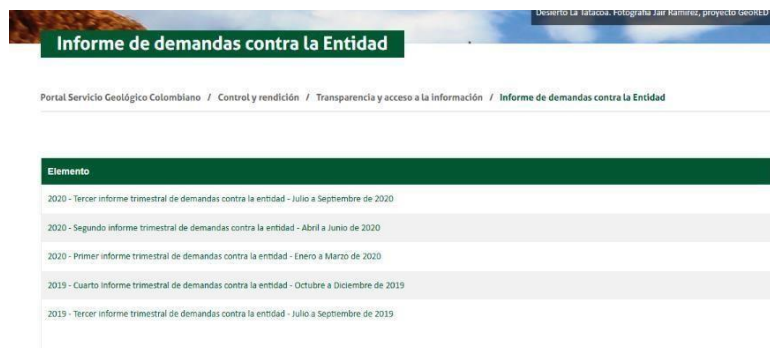 Desierto La Tatacoa. Fotografía Jair Ramirez, proyecto GeoRED
Informe de demandas contra la Entidad
Portal Servicio Geológico Colombiano / Control y rendición / Transparencia y acceso a la información / Informe de demandas contra la Entidad
Elemento
2020 - Tercer informe trimestral de demandas contra la entidad - Julio a Septiembre de 2020
2020 - Segundo informe trimestral de demandas contra la entidad - Abril a Junio de 2020
2020 - Primer informe trimestral de demandas contra la entidad - Enero a Marzo de 2020
2019 - Cuarto Informe trimestral de demandas contra la entidad - Octubre a Diciembre de 2019
2019 - Tercer informe trimestral de demandas contra la entidad - Julio a Septiembre de 2019